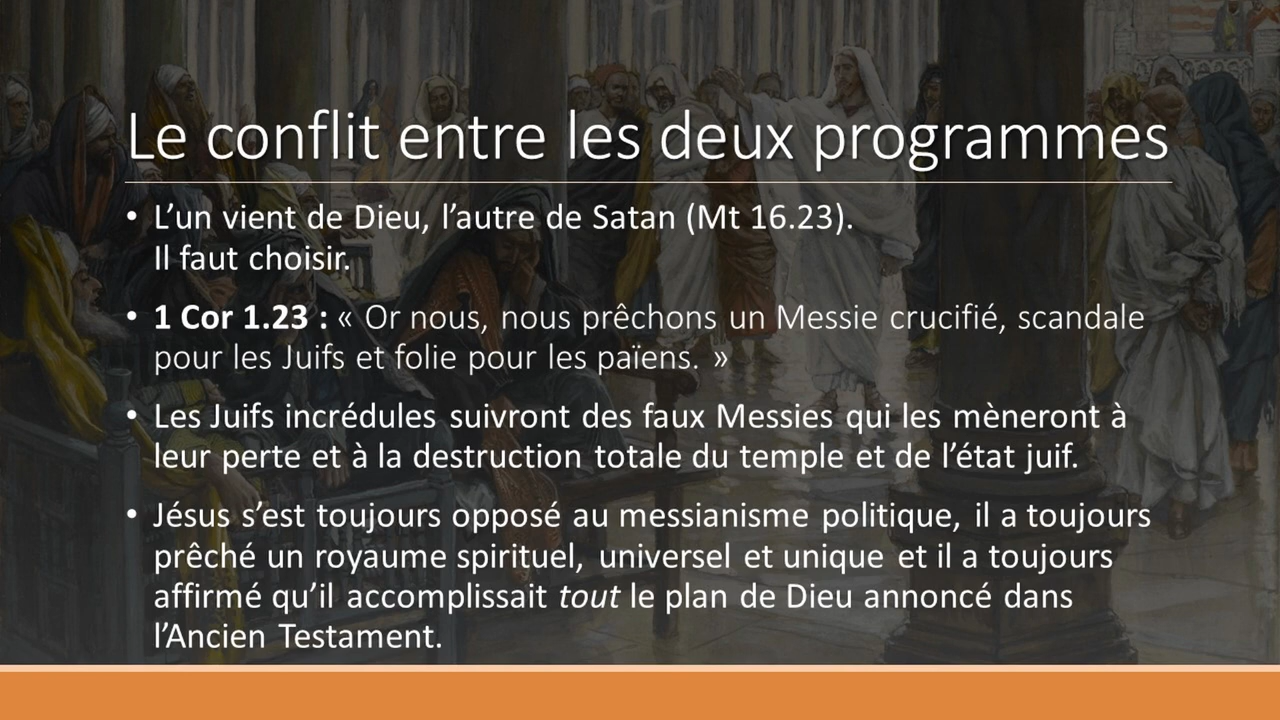 Le conflit entre les deux programmes
• L’un vient de Dieu, l’autre de Satan (Mt 16.23).
Il faut choisir.
• 1 Cor 1.23 : « Or nous, nous prêchons un Messie crucifié, scandale
pour les Juifs et folie pour les païens. »
• Les Juifs incrédules suivront des faux Messies qui les mèneront à
leur perte et à la destruction totale du temple et de l’état juif.
• Jésus s’est toujours opposé au messianisme politique, il a toujours
prêché un royaume spirituel, universel et unique et il a toujours
affirmé qu’il accomplissait tout le plan de Dieu annoncé dans
l’Ancien Testament.